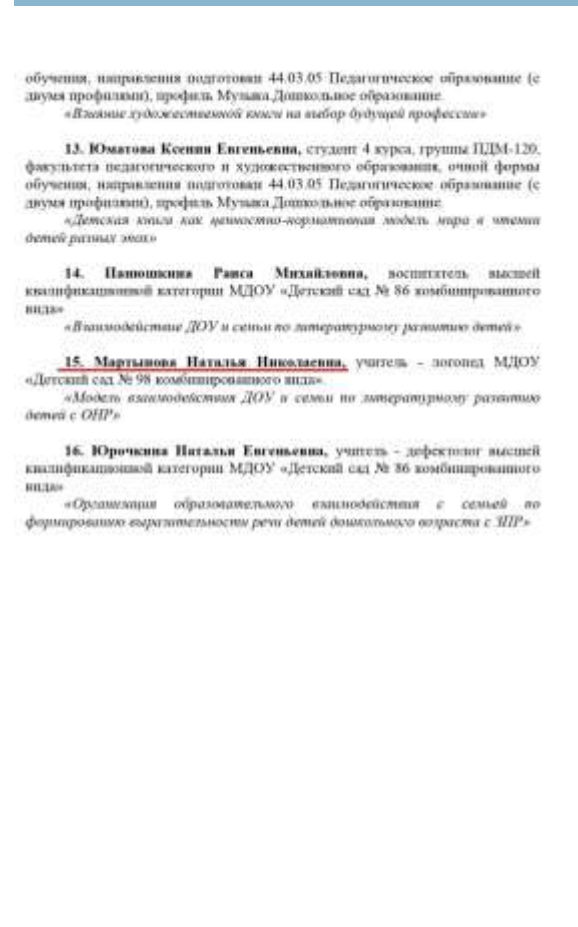 обучения, направления подготовки 44.03.05 Педагогическое образование (с
двумя профилями), профиль Музыка.Дошкольное образование.
«Влияние художественной книги на выбор будущей профессии»
13. Юматова Ксения Евгеньевна, студент 4 курса, группы ПДМ-120,
факультета педагогического и художественного образования, очной формы
обучения, направления подготовки 44.03.05 Педагогическое образование (с
двумя профилями), профиль Музыка.Дошкольное образование.
«Детская книга как ценностно-нормативная модель мира в чтении
детей разных эпох»
14. Панюшкина Раиса Михайловна, воспитатель высшей
квалификационной категории МДОУ «Детский сад № 86 комбинированного
вида»
«Взаимодействие ДОУ и семьи по литературному развитию детей»
15. Мартынова Наталья Николаевна, учитель - логопед МДОУ
«Детский сад № 98 комбинированного вида».
«Модель взаимодействия ДОУ и семьи по литературному развитию
детей с ОНР»
16. Юрочкина Наталья Евгеньевна, учитель - дефектолог высшей
квалификационной категории МДОУ «Детский сад № 86 комбинированного
вида»
«Организация образовательного взаимодействия с семьей по
формированию выразительности речи детей дошкольного возраста с ЗПР»